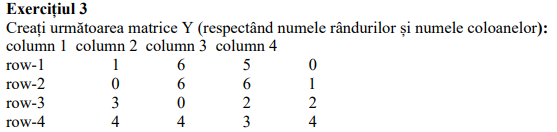 Exercițiul 3
Creați următoarea matrice Y (respectând numele rândurilor și numele coloanelor):
column 1 column 2 column 3 column 4
row-1 1 6 5 0
row-2 0 6 6 1
row-3 3 0 2 2
row-4 4 4 3 4